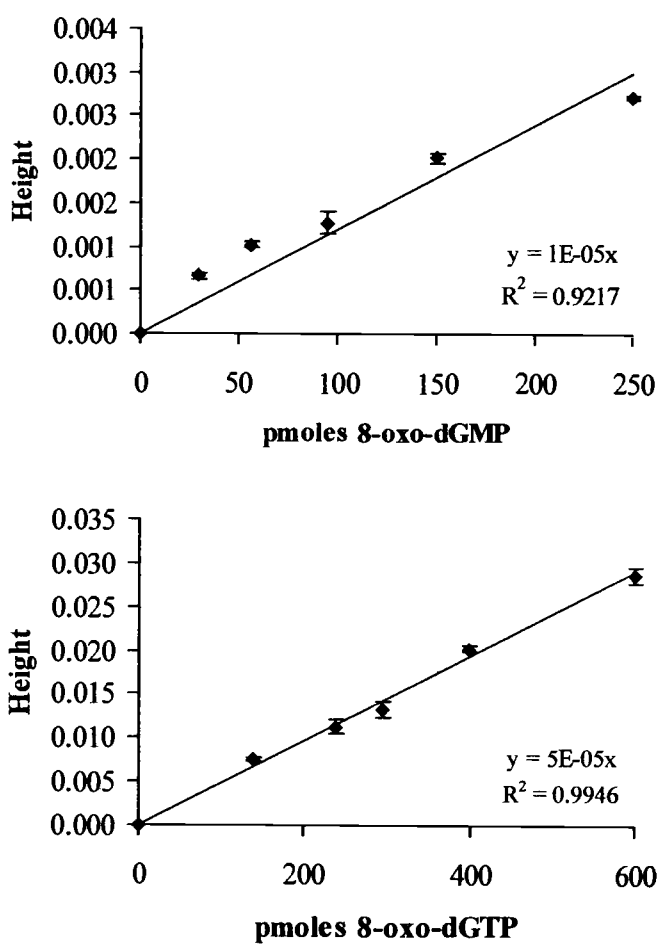 0.004
0.003
0.003
0.002
0.002
0.001
0.001
0.000
Height
y = 1E-05x
R² = 0.9217
0 50 100 150 200 250
pmoles 8-oxo-dGMP
0.035
0.030
0.025
0.020
0.015
0.010
0.005
0.000
Height
y = 5E-05x
R² = 0.9946
0 200 400 600
pmoles 8-oxo-dGTP